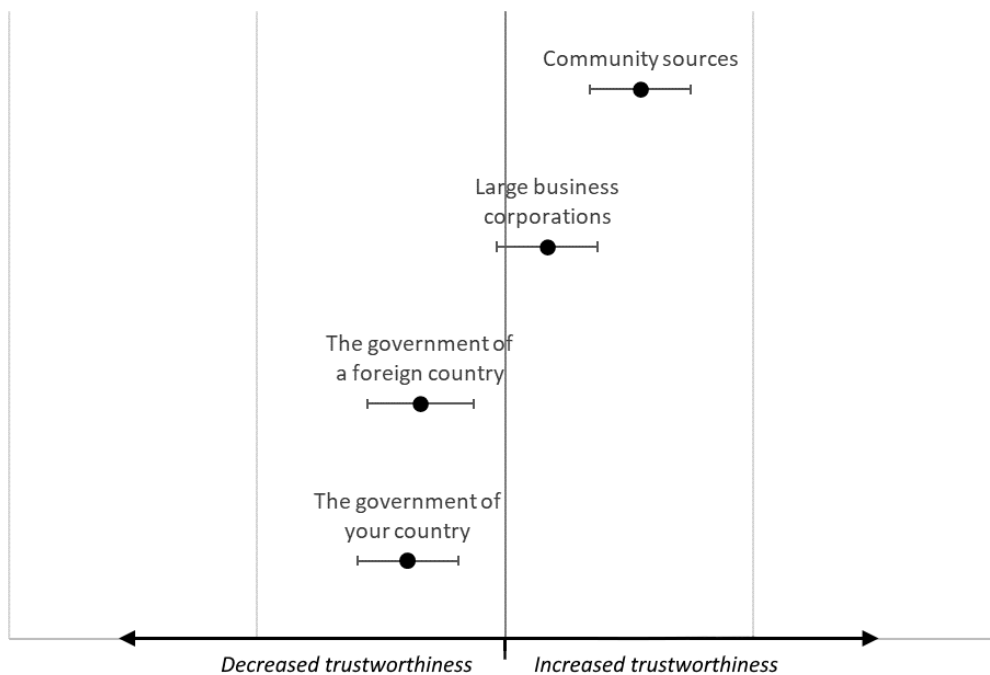 Community sources
Large business
corporations
The government of
a foreign country
The government of
your country
Decreased trustworthiness
Increased trustworthiness